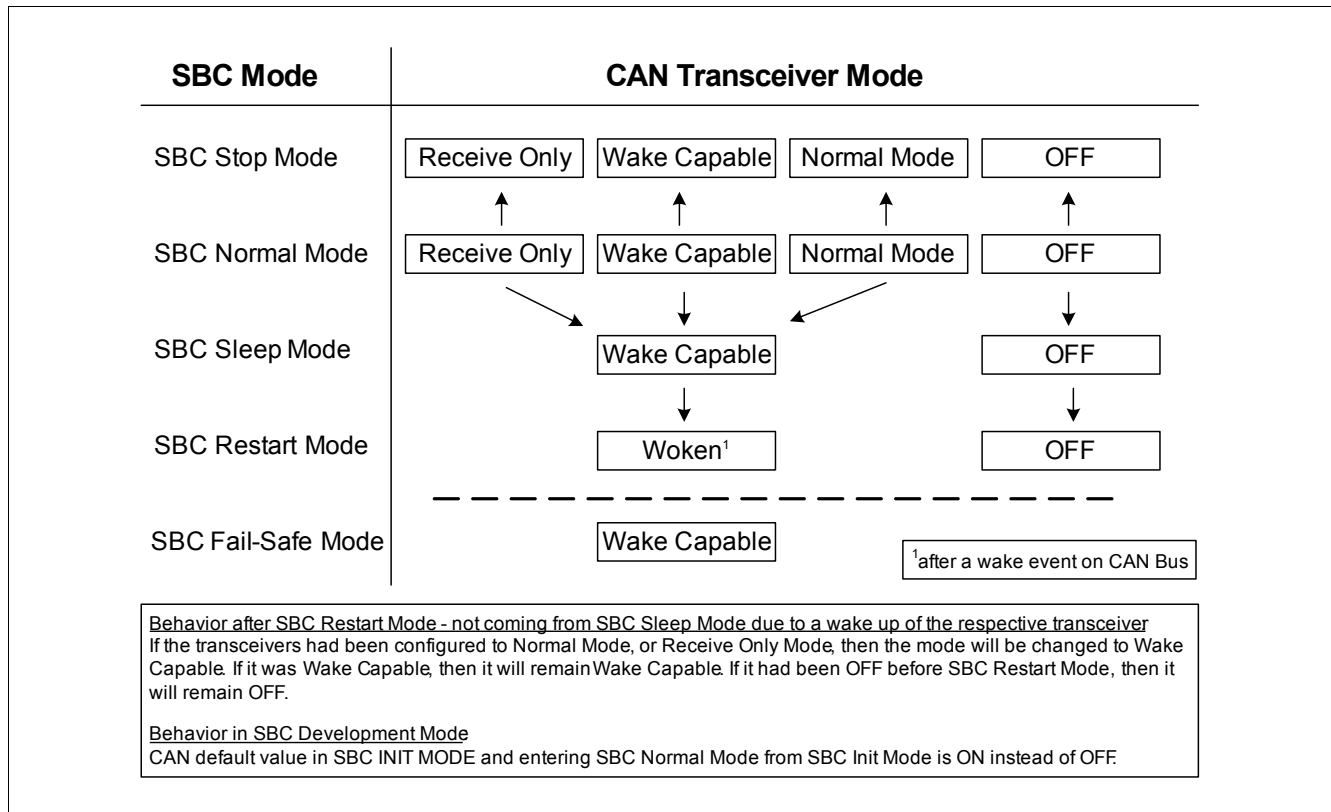 SBC Mode CAN Transceiver Mode
SBC Stop Mode Receive Only Wake Capable Normal Mode OFF
SBC Normal Mode Receive Only Wake Capable Normal Mode OFF
SBC Sleep Mode Wake Capable OFF
SBC Restart Mode Woken¹ OFF
SBC Fail-Safe Mode Wake Capable
¹after a wake event on CAN Bus
Behavior after SBC Restart Mode - not coming from SBC Sleep Mode due to a wake up of the respective transceiver
If the transceivers had been configured to Normal Mode, or Receive Only Mode, then the mode will be changed to Wake
Capable. If it was Wake Capable, then it will remain Wake Capable. If it had been OFF before SBC Restart Mode, then it
will remain OFF.
Behavior in SBC Development Mode
CAN default value in SBC INIT MODE and entering SBC Normal Mode from SBC Init Mode is ON instead of OFF.